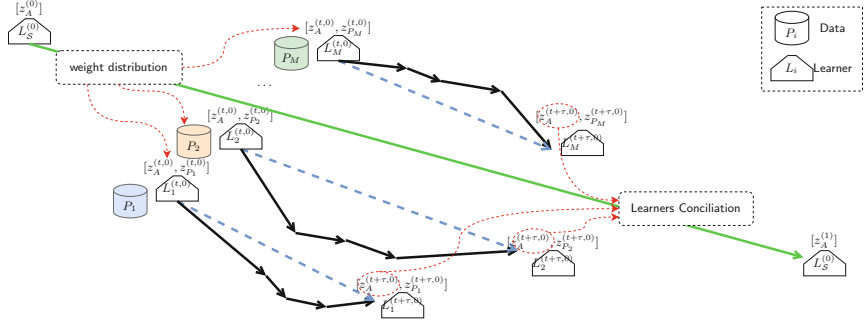 [z_A^{(0)}]
L_S^{(0)}
weight distribution
[z_A^{(t,0)}, z_{P_M}^{(t,0)}]
P_M
L_M^{(t,0)}
P_i
Data
L_i
Learner
...
[z_A^{(t,0)}, z_{P_2}^{(t,0)}]
P_2
L_2^{(t,0)}
[z_A^{(t+τ,0)}, z_{P_M}^{(t+τ,0)}]
L_M^{(t+τ,0)}
[z_A^{(t,0)}, z_{P_1}^{(t,0)}]
P_1
L_1^{(t,0)}
Learners Conciliation
[z_A^{(t+τ,0)}, z_{P_2}^{(t+τ,0)}]
L_2^{(t+τ,0)}
[z_A^{(1)}]
L_S^{(0)}
[z_A^{(t+τ,0)}, z_{P_1}^{(t+τ,0)}]
L_1^{(t+τ,0)}